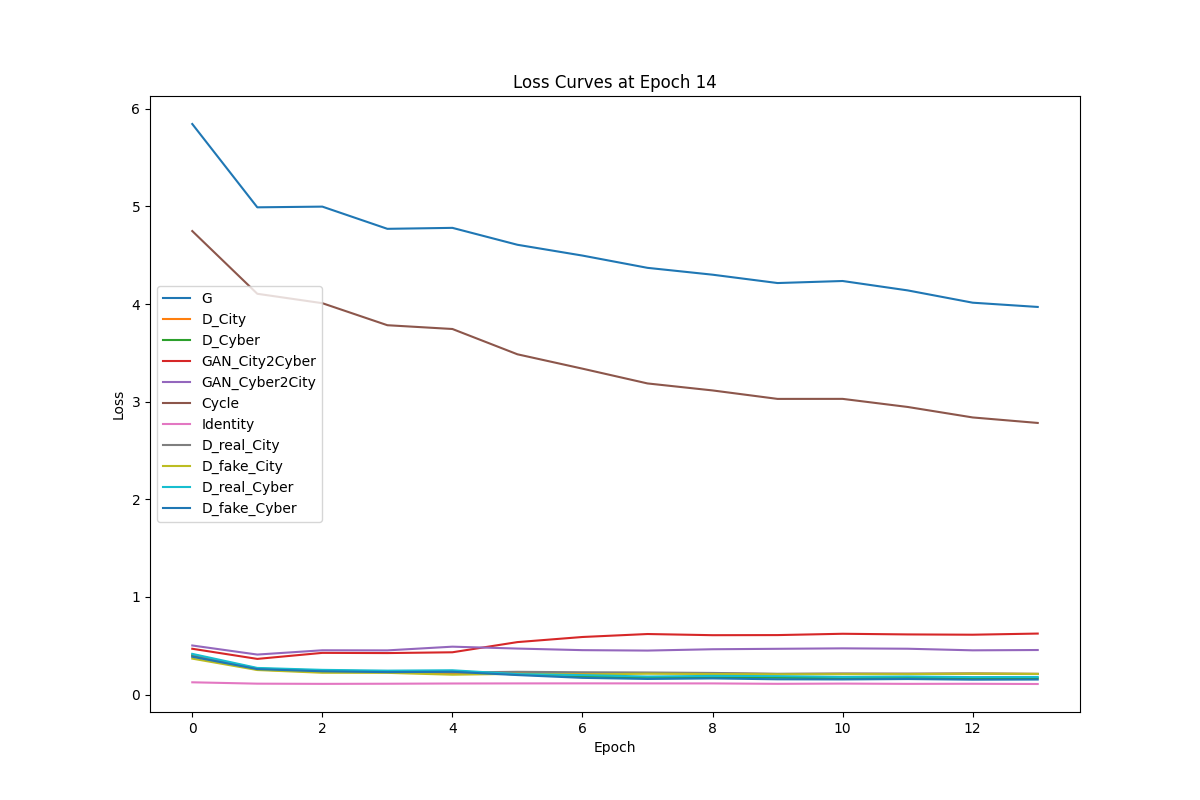 Loss Curves at Epoch 14
6
5
4
3
2
1
0
Loss
G
D_City
D_Cyber
GAN_City2Cyber
GAN_Cyber2City
Cycle
Identity
D_real_City
D_fake_City
D_real_Cyber
D_fake_Cyber
0 2 4 6 8 10 12
Epoch